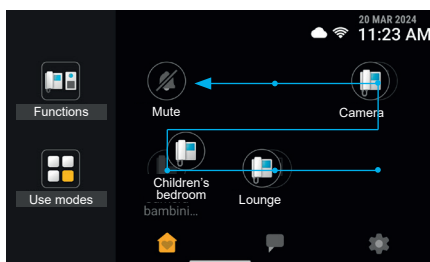 20 MAR 2024
11:23 AM
Functions
Mute
Camera
Use modes
Children's
bedroom
bambini...
Lounge